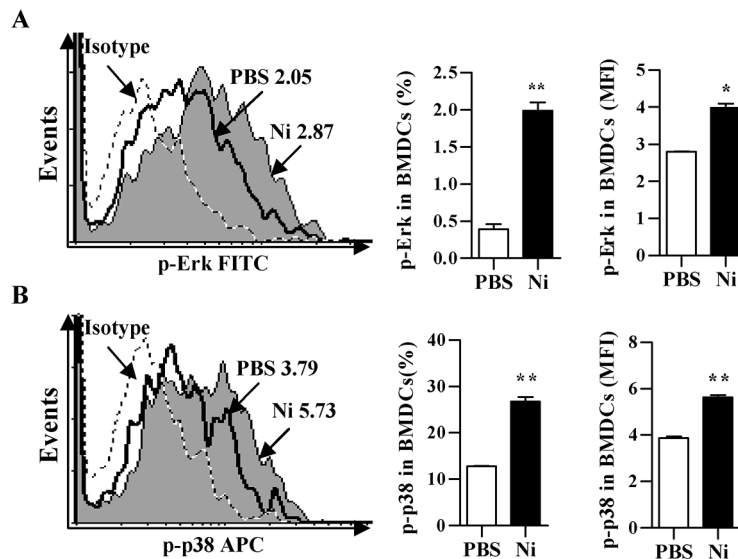 A
Isotype
PBS 2.05
Ni 2.87
Events
p-Erk FITC
p-Erk in BMDCs (%)
2.5
2.0
1.5
1.0
0.5
0.0
**
PBS Ni
p-Erk in BMDCs (MFI)
5
4
3
2
1
*
PBS Ni
B
Isotype
PBS 3.79
Ni 5.73
Events
p-p38 APC
p-p38 in BMDCs(%)
40
30
20
10
0
**
PBS Ni
p-p38 in BMDCs (MFI)
8
6
4
2
0
**
PBS Ni